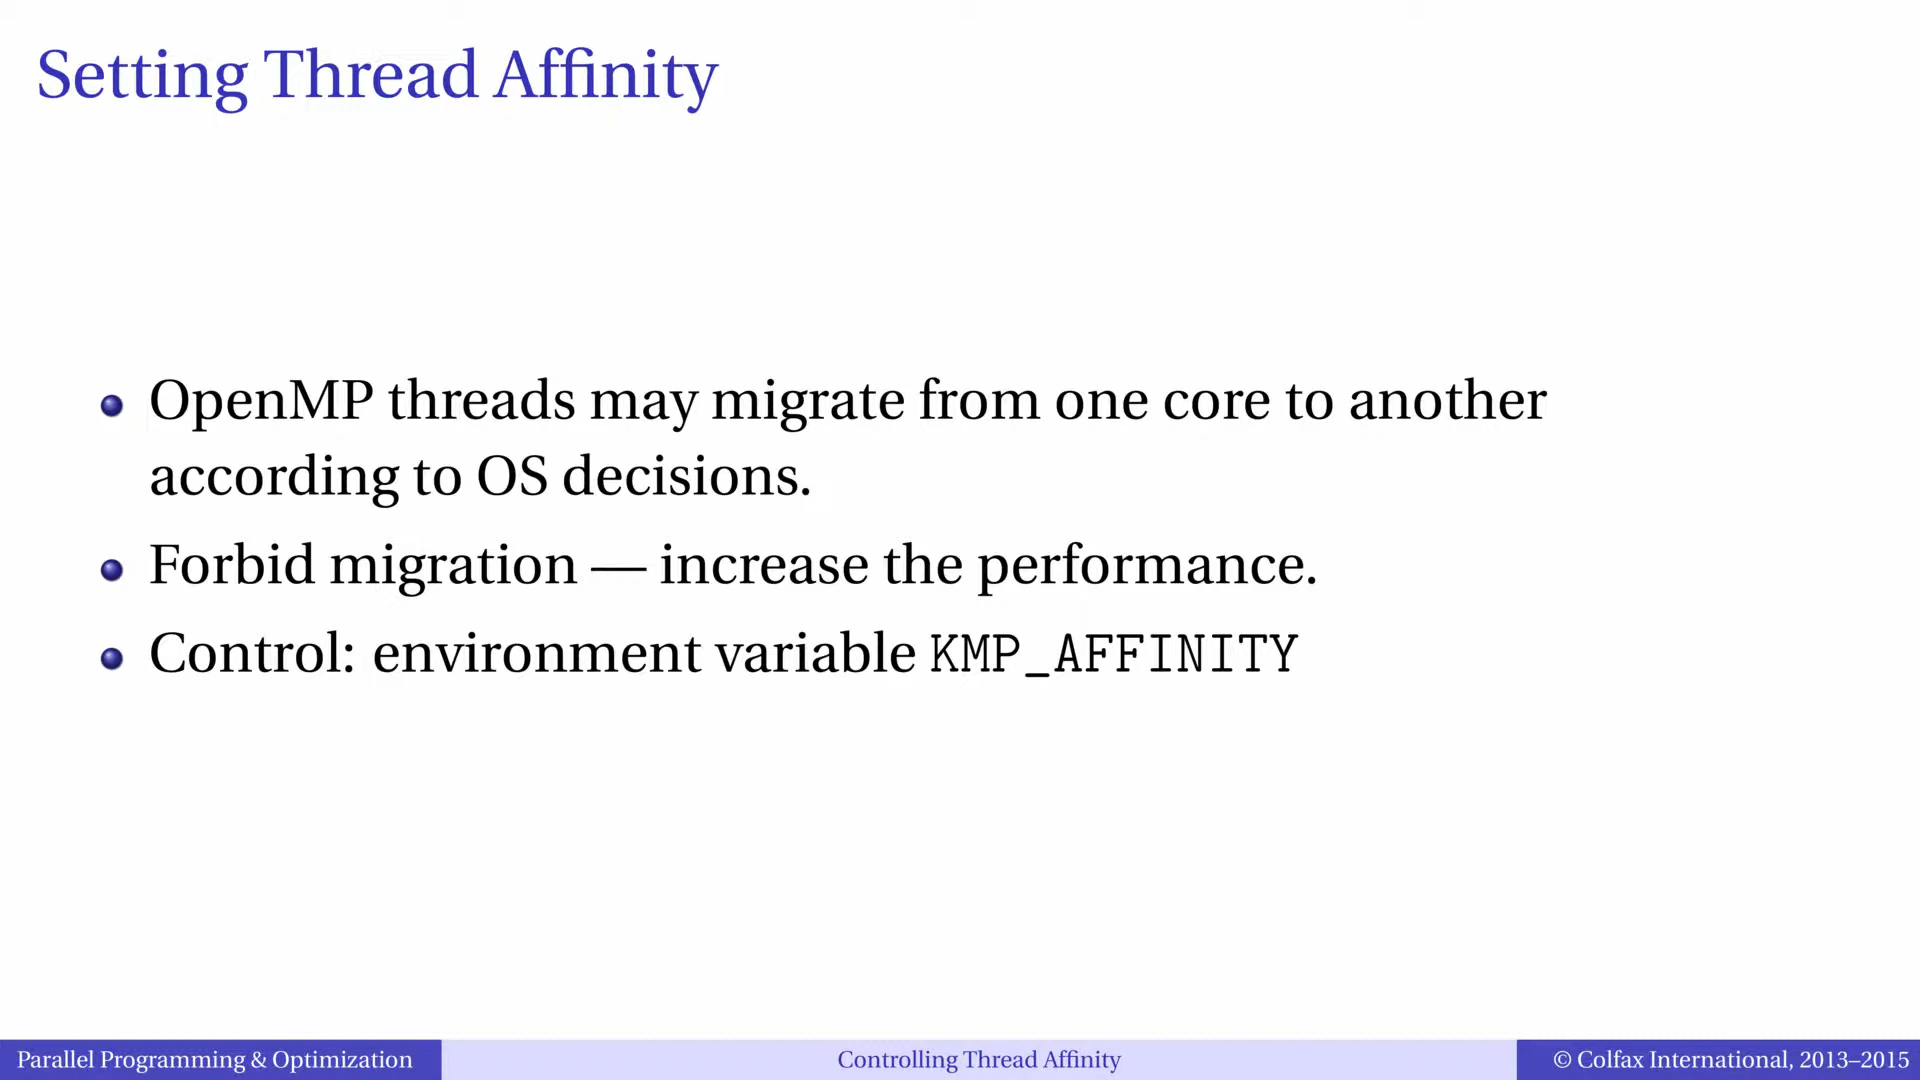 Setting Thread Affinity
OpenMP threads may migrate from one core to another
according to OS decisions.
Forbid migration — increase the performance.
Control: environment variable KMP_AFFINITY
Parallel Programming & Optimization
Controlling Thread Affinity
© Colfax International, 2013–2015